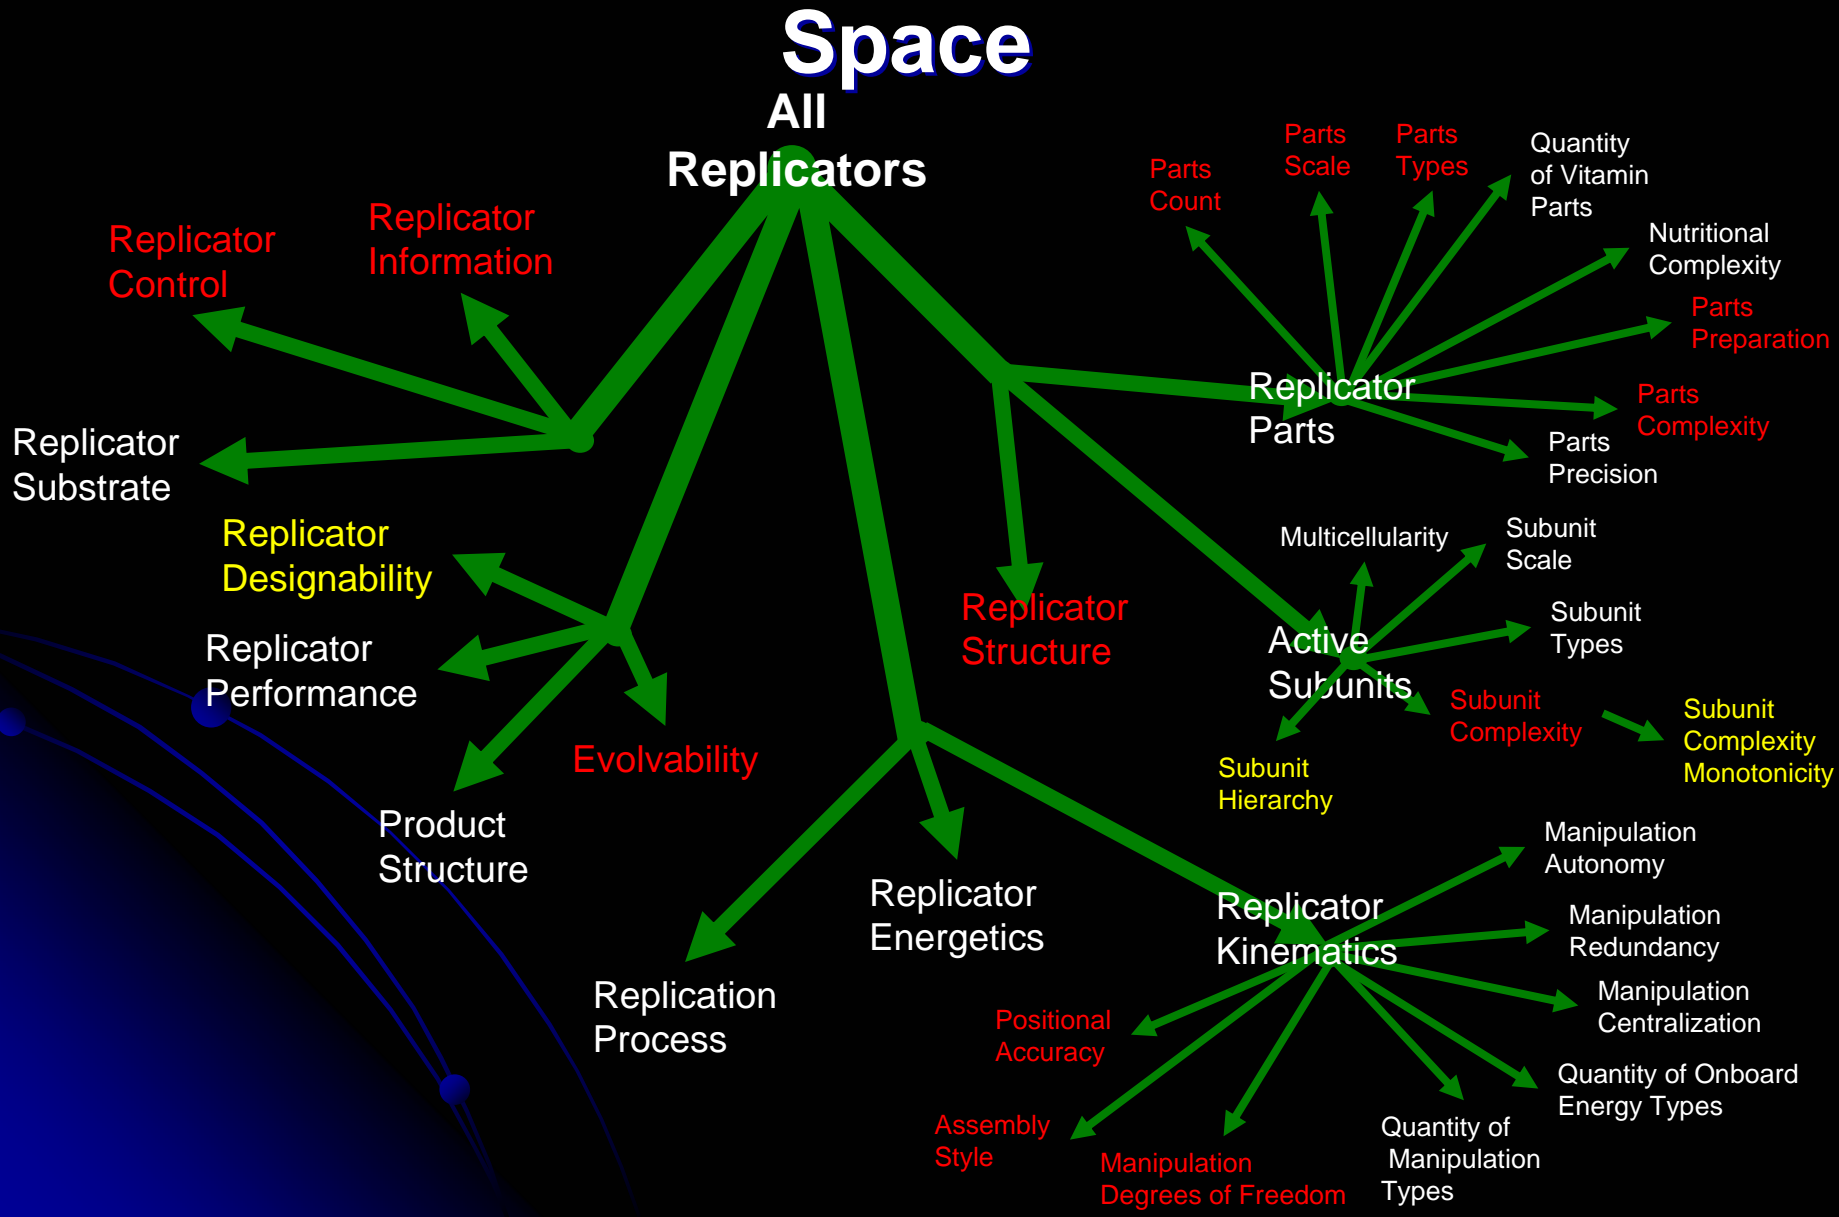 Space
All
Replicators
Replicator
Control
Replicator
Information
Replicator
Substrate
Replicator
Designability
Replicator
Performance
Product
Structure
Evolvability
Replication
Process
Replicator
Energetics
Replicator
Structure
Replicator
Parts
Parts
Count
Parts
Scale
Parts
Types
Quantity
of Vitamin
Parts
Nutritional
Complexity
Parts
Preparation
Parts
Complexity
Parts
Precision
Active
Subunits
Multicellularity
Subunit
Scale
Subunit
Types
Subunit
Complexity
Subunit
Complexity
Monotonicity
Subunit
Hierarchy
Replicator
Kinematics
Manipulation
Autonomy
Manipulation
Redundancy
Manipulation
Centralization
Quantity of Onboard
Energy Types
Quantity of
Manipulation
Types
Manipulation
Degrees of Freedom
Assembly
Style
Positional
Accuracy